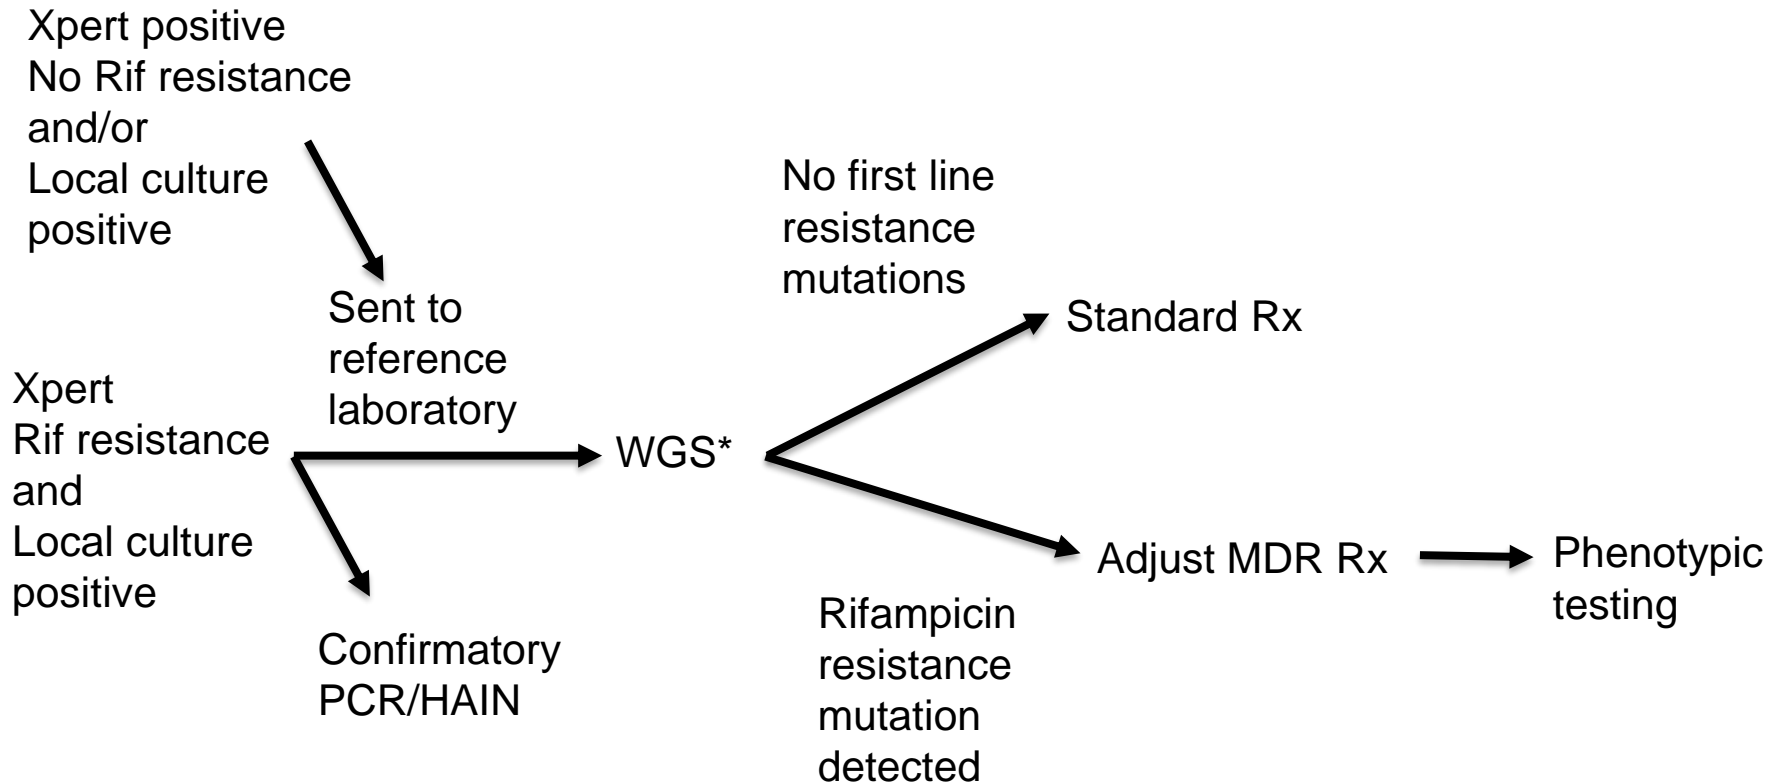 Xpert positive
No Rif resistance
and/or
Local culture
positive
Sent to
reference
laboratory
Xpert
Rif resistance
and
Local culture
positive
Confirmatory
PCR/HAIN
WGS*
No first line
resistance
mutations
Standard Rx
Rifampicin
resistance
mutation
detected
Adjust MDR Rx
Phenotypic
testing